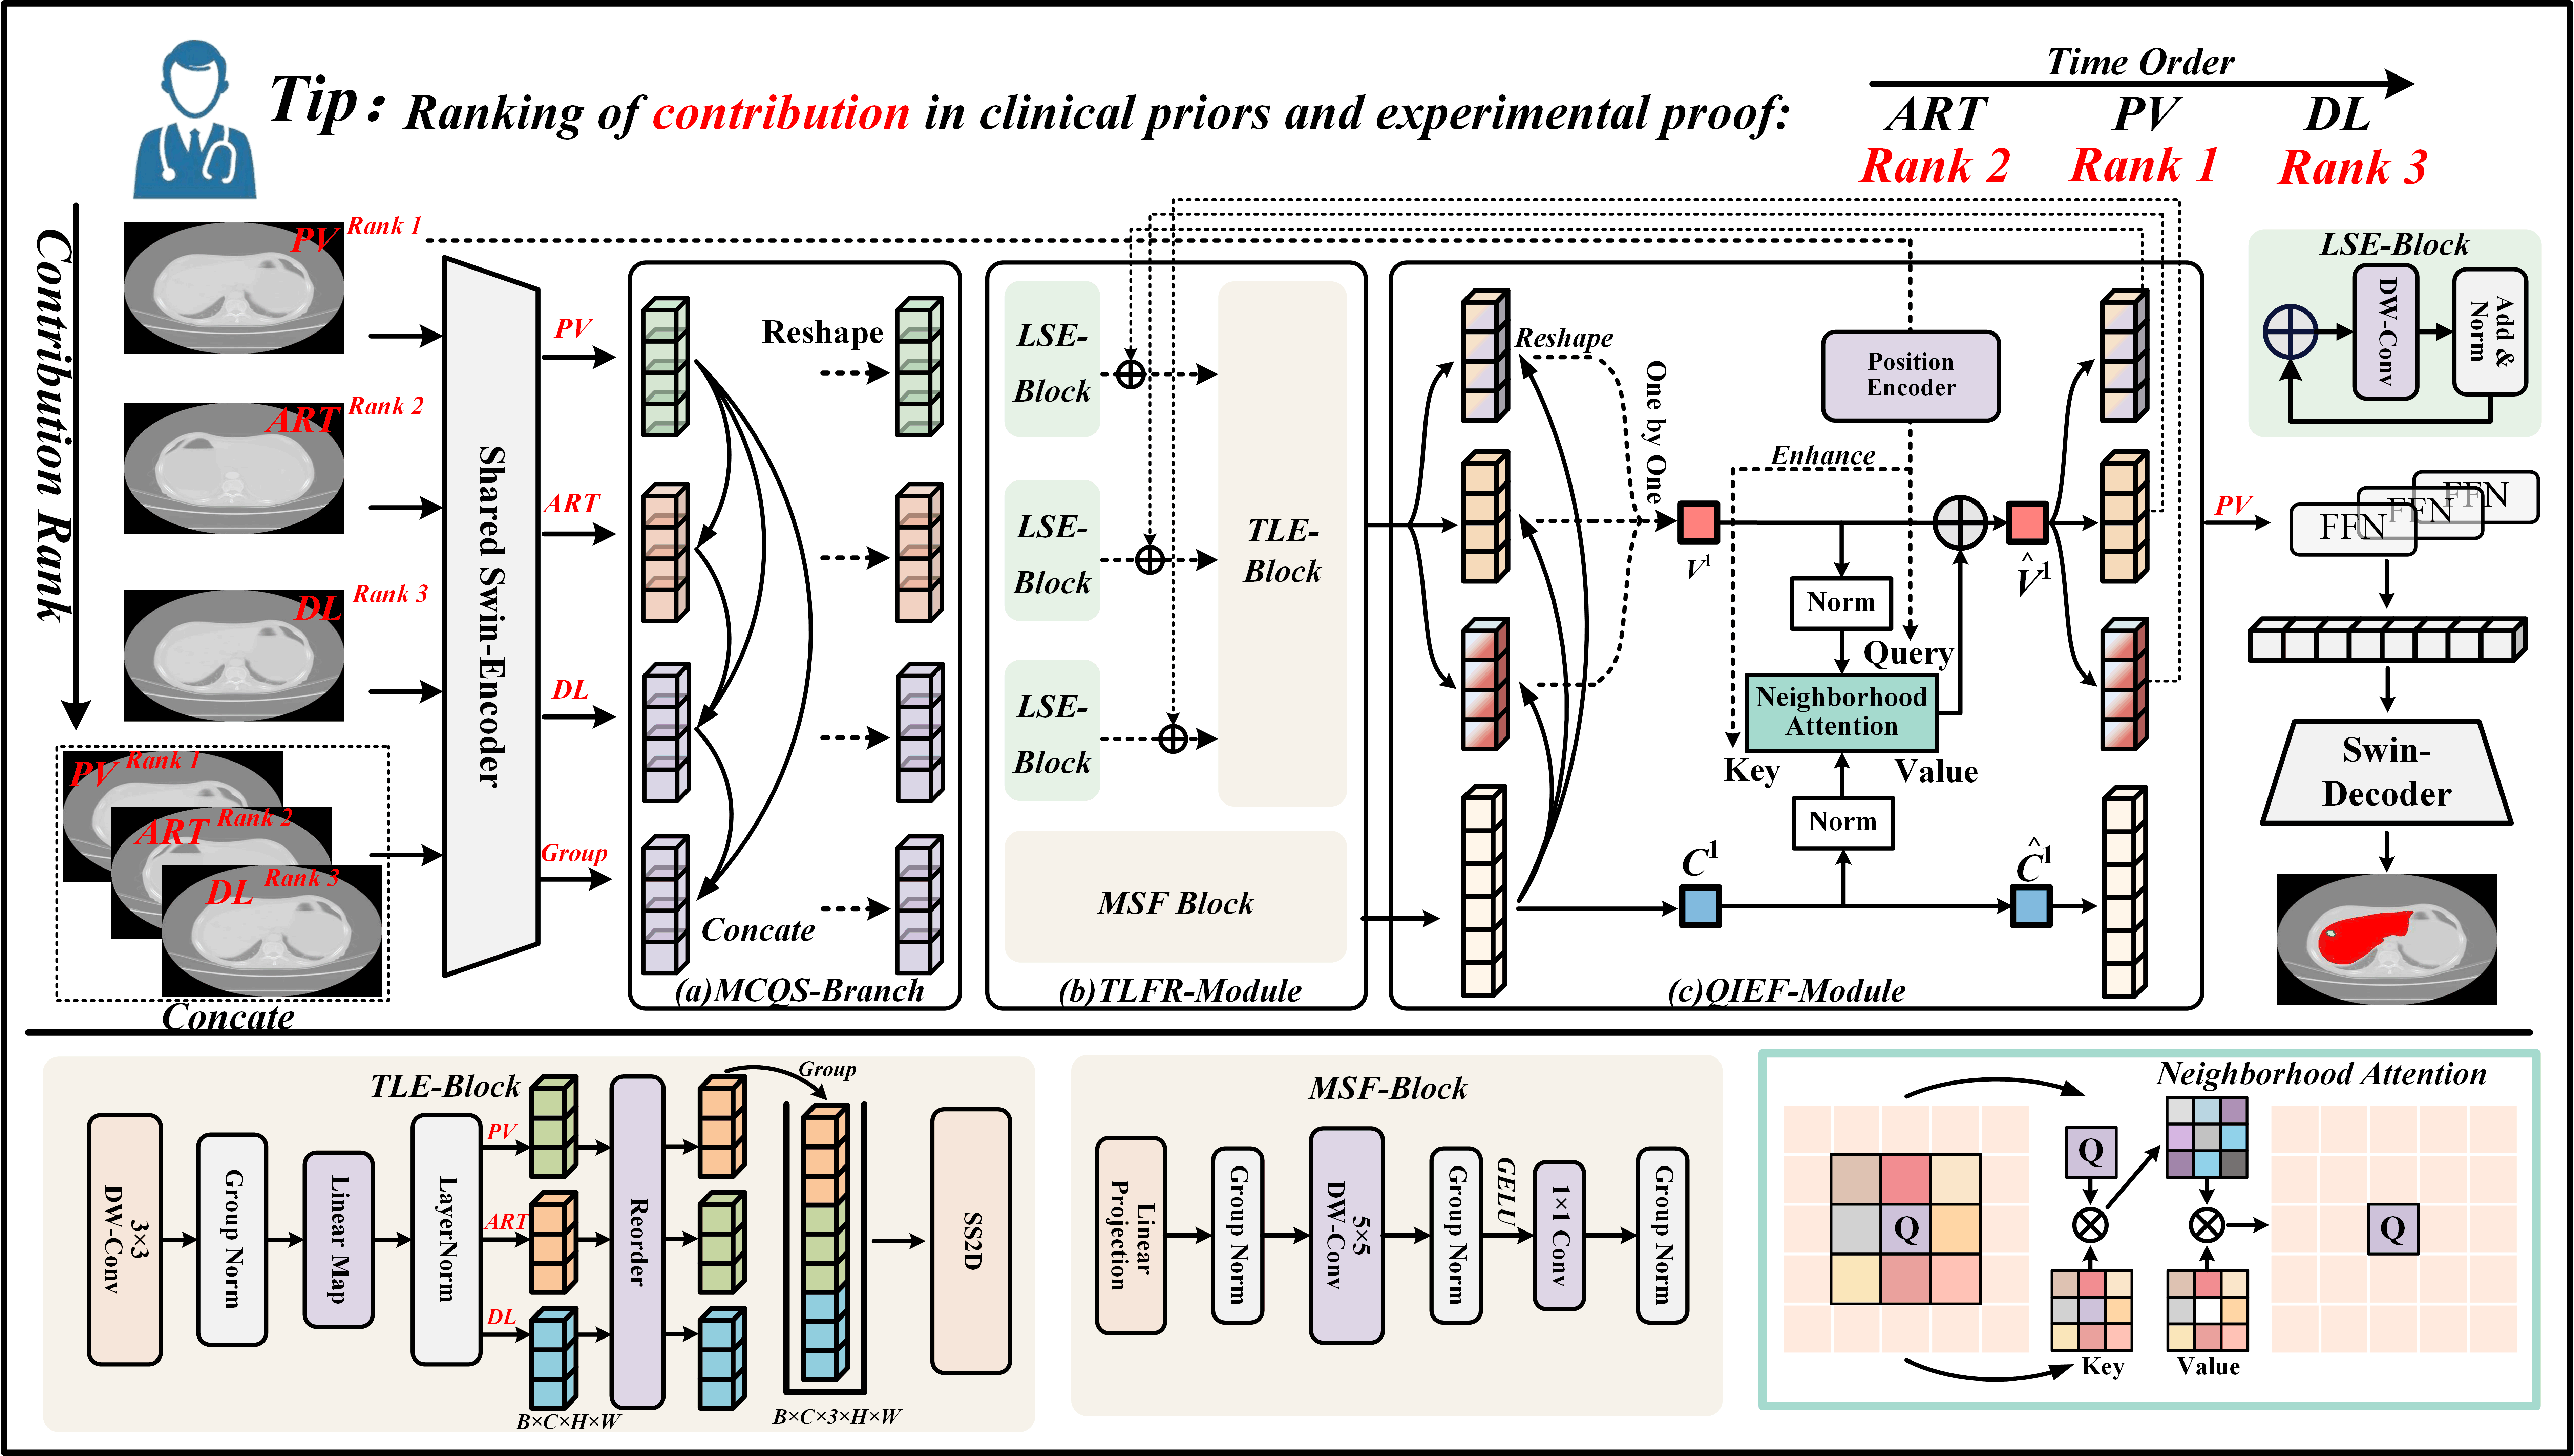 Tip: Ranking of contribution in clinical priors and experimental proof:
Time Order
ART
PV
DL
Rank 2
Rank 1
Rank 3
Contribution Rank
PV Rank 1
ART Rank 2
DL Rank 3
PV Rank 1
ART Rank 2
DL Rank 3
Concate
Shared Swin-Encoder
PV
ART
DL
Group
Reshape
Concate
(a)MCQS-Branch
LSE-
Block
LSE-
Block
LSE-
Block
TLE-
Block
MSF Block
(b)TLFR-Module
Reshape
One by One
Position
Encoder
Enhance
V1
V̂1
Norm
Query
Neighborhood
Attention
Key
Value
Norm
C1
Ĉ1
(c)QIEF-Module
LSE-Block
DW-Conv
Add &
Norm
PV
FFN
FFN
FFN
Swin-
Decoder
TLE-Block
3×3
DW-Conv
Group Norm
Linear Map
LayerNorm
PV
ART
DL
Reorder
Group
SS2D
B×C×H×W
B×C×3×H×W
MSF-Block
Linear
Projection
Group Norm
5×5
DW-Conv
Group Norm
GELU
1×1 Conv
Group Norm
Neighborhood Attention
Q
Q
Q
Key
Value